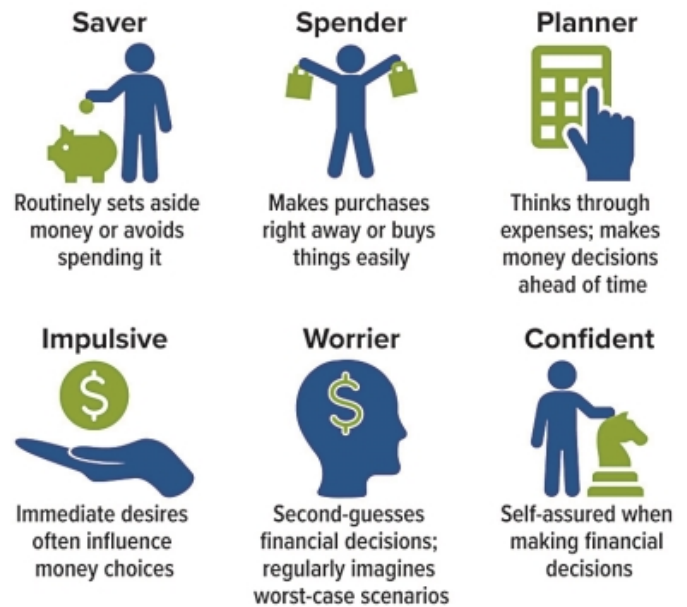 Saver
Routinely sets aside
money or avoids
spending it
Spender
Makes purchases
right away or buys
things easily
Planner
Thinks through
expenses; makes
money decisions
ahead of time
Impulsive
$
Immediate desires
often influence
money choices
Worrier
$
Second-guesses
financial decisions;
regularly imagines
worst-case scenarios
Confident
Self-assured when
making financial
decisions